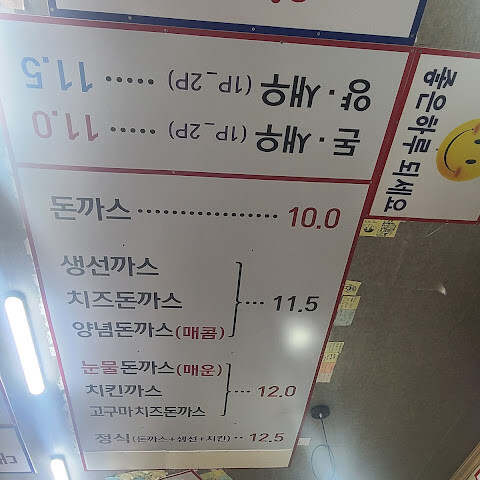 돈·새우 (1P_2P) ····· 11.0
양·새우 (1P_2P) ····· 11.5
좋은하루 되세요
돈까스 ················· 10.0
생선까스
치즈돈까스
양념돈까스(매콤)
··· 11.5
눈물돈까스(매운)
치킨까스
고구마치즈돈까스
··· 12.0
정식(돈까스+생선+치킨)·· 12.5